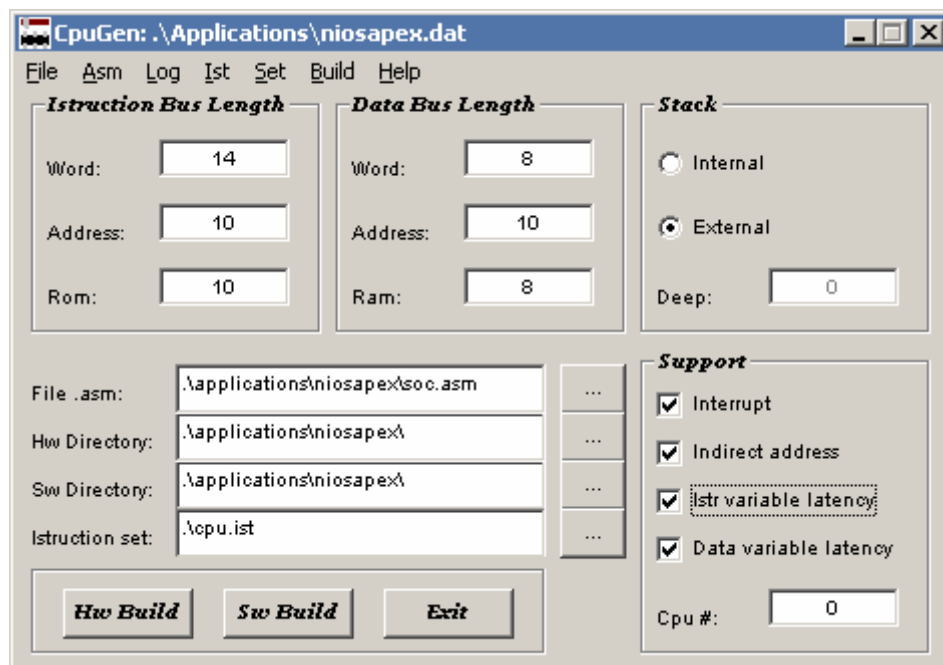 CpuGen: .\Applications\niosapex.dat
File Asm Log Ist Set Build Help
Istruction Bus Length
Word: 14
Address: 10
Rom: 10
Data Bus Length
Word: 8
Address: 10
Ram: 8
Stack
Internal
External
Deep: 0
File .asm: .\applications\niosapex\soc.asm ...
Hw Directory: .\applications\niosapex\ ...
Sw Directory: .\applications\niosapex\ ...
Istruction set: .\cpu.ist ...
Support
Interrupt
Indirect address
Istr variable latency
Data variable latency
Cpu #: 0
Hw Build Sw Build Exit